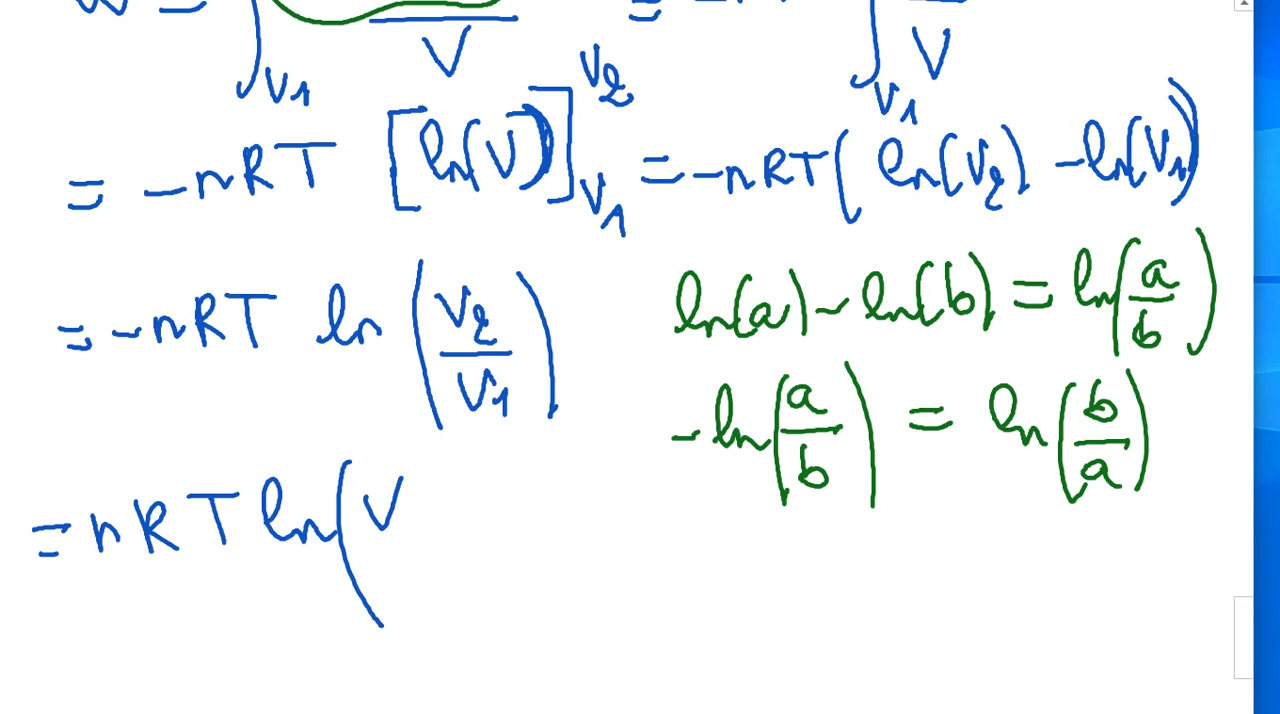 V1 V = V1 V
= -nRT [ln(V)]V1 V2 = -nRT( ln(V2) - ln(V1))
= -nRT ln (V2/V1)
ln(a) - ln(b) = ln(a/b)
-ln(a/b) = ln(b/a)
= nRT ln(V